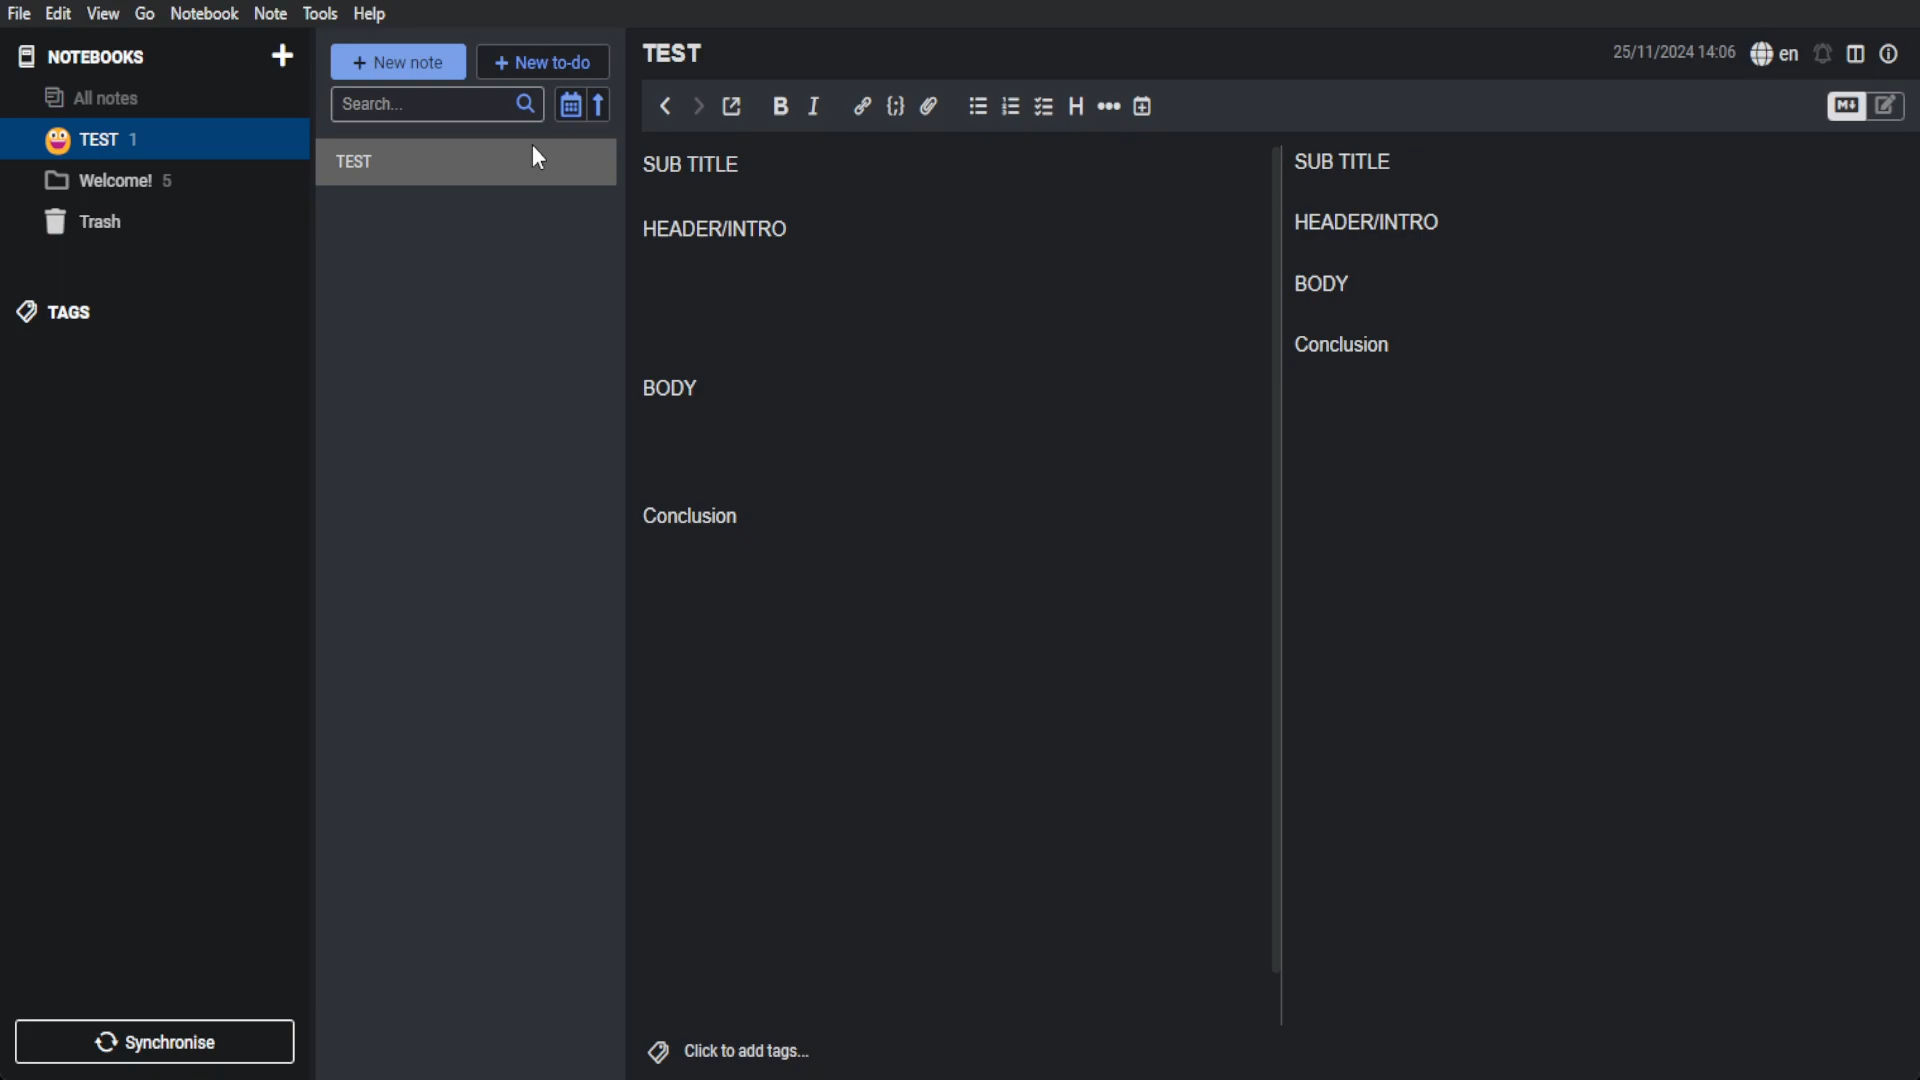 File Edit View Go Notebook Note Tools Help
NOTEBOOKS
All notes
TEST 1
Welcome! 5
Trash
TAGS
Synchronise
+ New note
+ New to-do
Search...
TEST
TEST
25/11/2024 14:06
en
B I
H
M
SUB TITLE
HEADER/INTRO
BODY
Conclusion
SUB TITLE
HEADER/INTRO
BODY
Conclusion
Click to add tags...